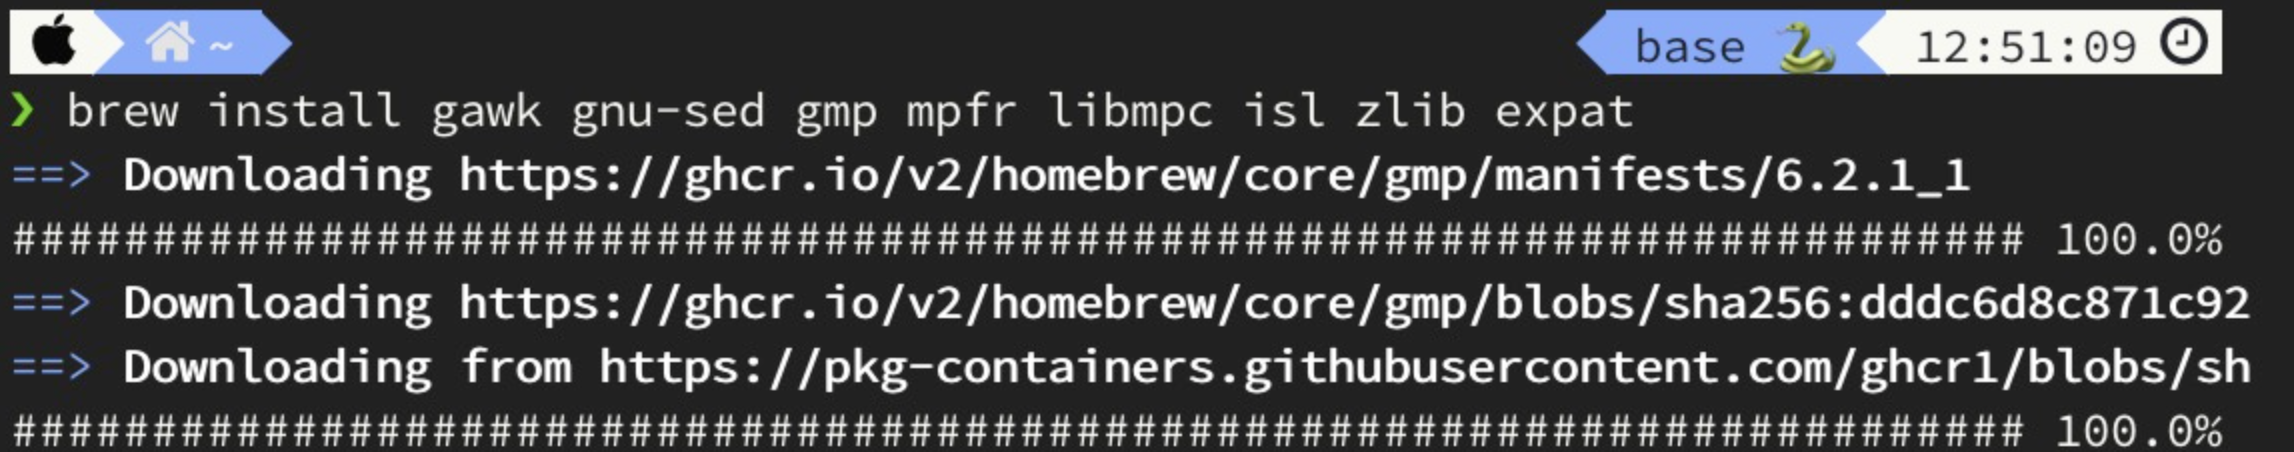 ~ base 12:51:09
❯ brew install gawk gnu-sed gmp mpfr libmpc isl zlib expat
==> Downloading https://ghcr.io/v2/homebrew/core/gmp/manifests/6.2.1_1
######################################################################## 100.0%
==> Downloading https://ghcr.io/v2/homebrew/core/gmp/blobs/sha256:dddc6d8c871c92
==> Downloading from https://pkg-containers.githubusercontent.com/ghcr1/blobs/sh
######################################################################## 100.0%